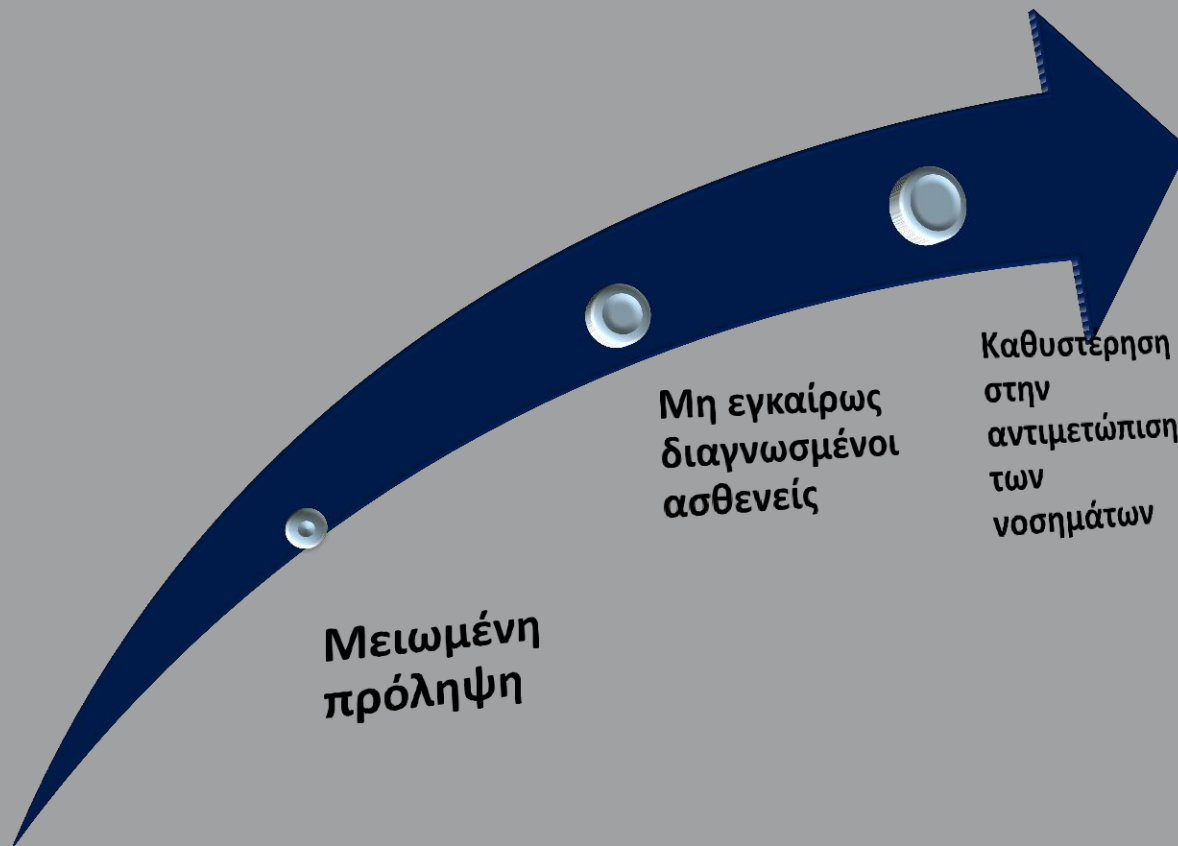 Μειωμένη
πρόληψη
Μη εγκαίρως
διαγνωσμένοι
ασθενείς
Καθυστέρηση
στην
αντιμετώπιση
των
νοσημάτων